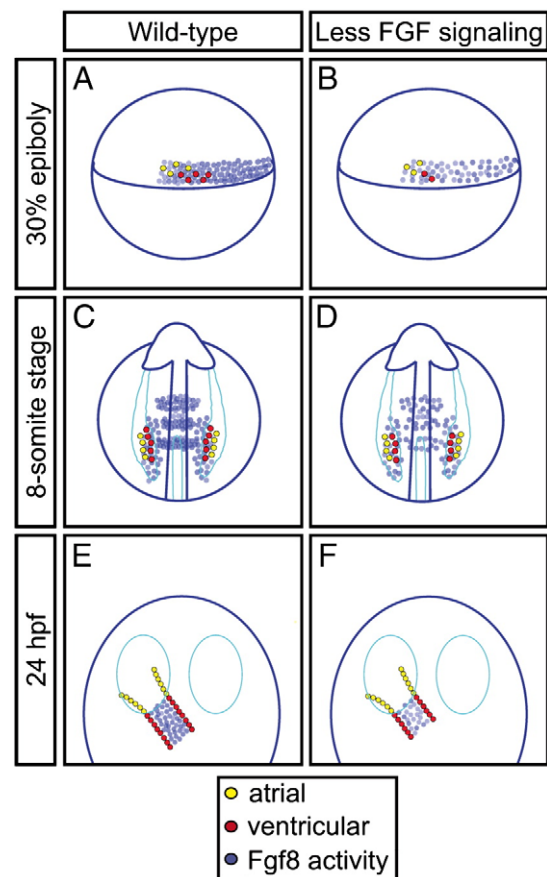 Wild-type
Less FGF signaling
30% epiboly
A
B
8-somite stage
C
D
24 hpf
E
F
atrial
ventricular
Fgf8 activity